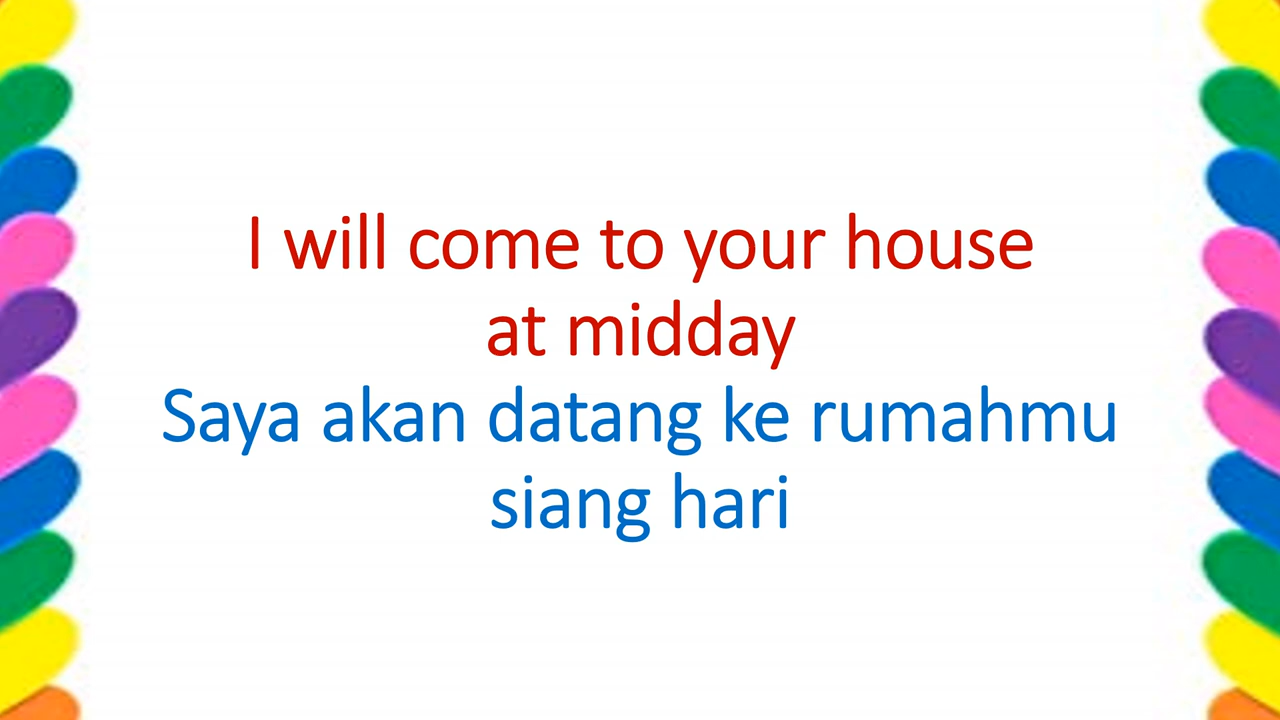 I will come to your house
at midday
Saya akan datang ke rumahmu
siang hari